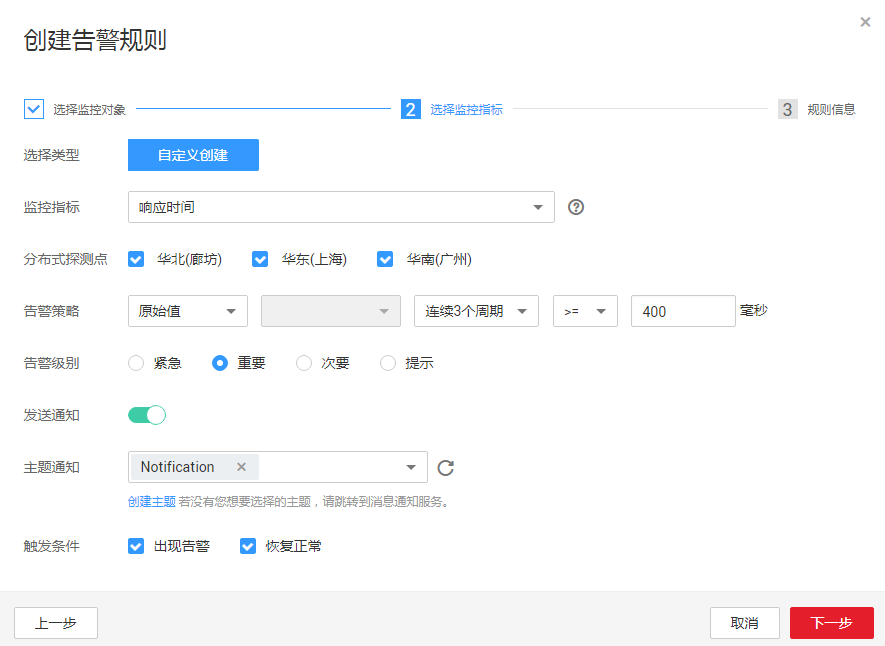 创建告警规则
选择监控对象 2 选择监控指标 3 规则信息
选择类型 自定义创建
监控指标 响应时间
分布式探测点 华北(廊坊) 华东(上海) 华南(广州)
告警策略 原始值 连续3个周期 >= 400 毫秒
告警级别 紧急 重要 次要 提示
发送通知
主题通知 Notification
创建主题 若没有您想要选择的主题，请跳转到消息通知服务。
触发条件 出现告警 恢复正常
上一步 取消 下一步